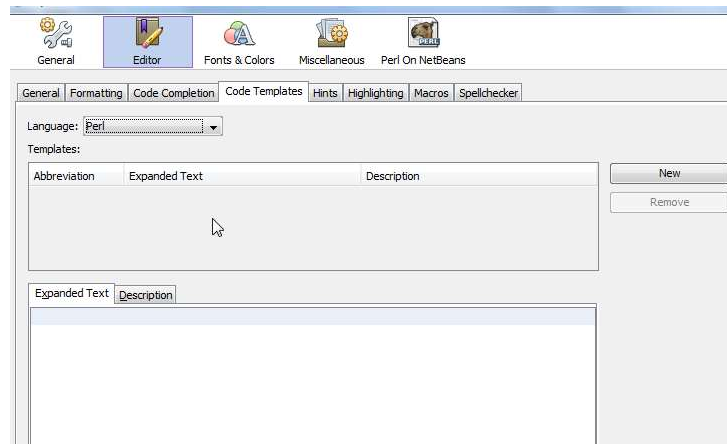 General Editor Fonts & Colors Miscellaneous Perl On NetBeans
General Formatting Code Completion Code Templates Hints Highlighting Macros Spellchecker
Language: Perl
Templates:
Abbreviation Expanded Text Description New
Remove
Expanded Text Description